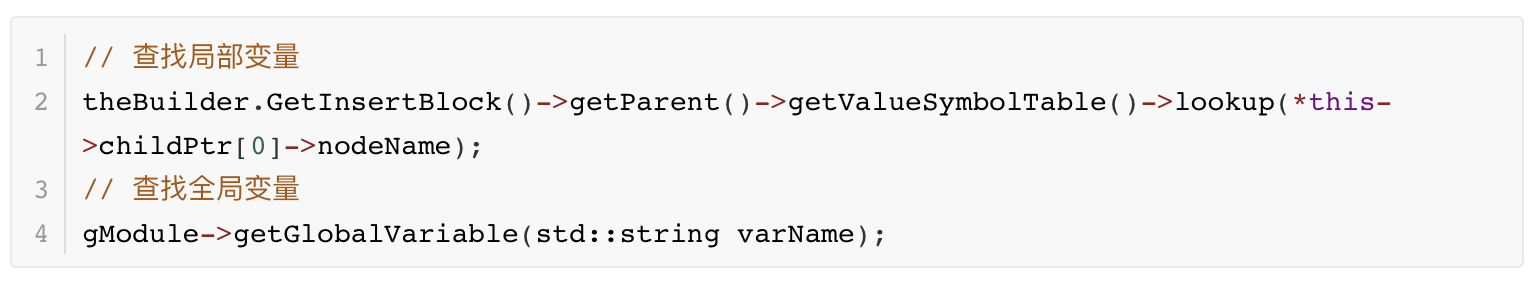 1 // 查找局部变量
2 theBuilder.GetInsertBlock()->getParent()->getValueSymbolTable()->lookup(*this-
>childPtr[0]->nodeName);
3 // 查找全局变量
4 gModule->getGlobalVariable(std::string varName);